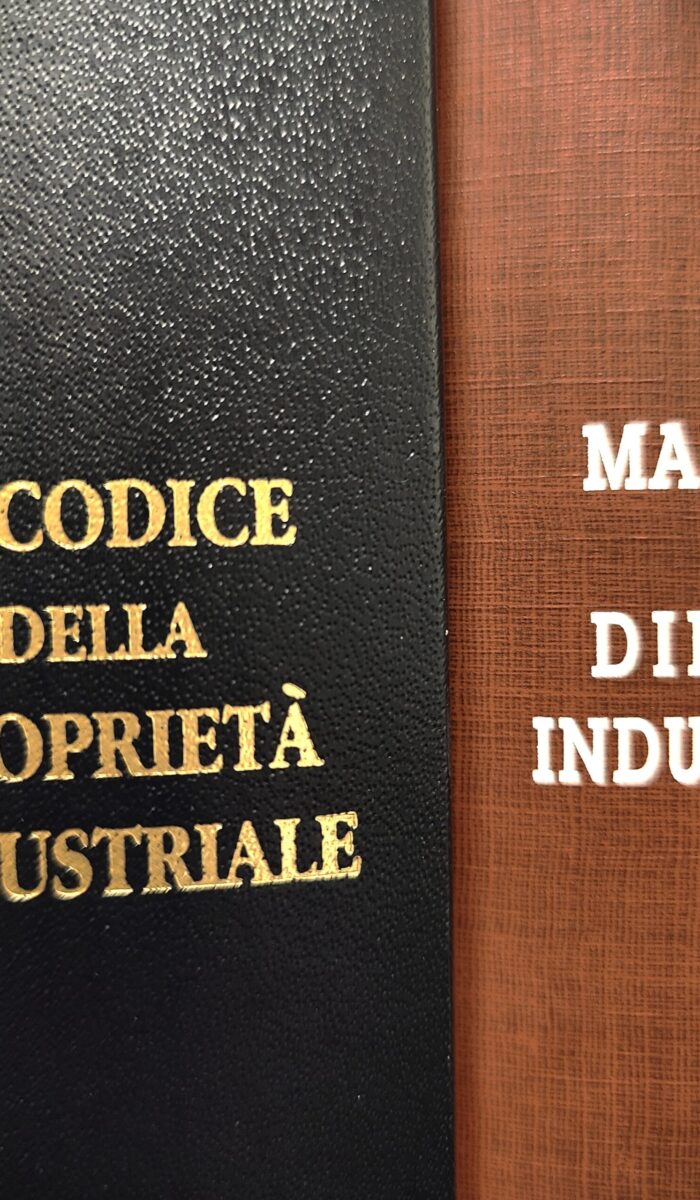 CODICE
DELLA
OPRIETÀ
USTRIALE
MA
DI
INDU